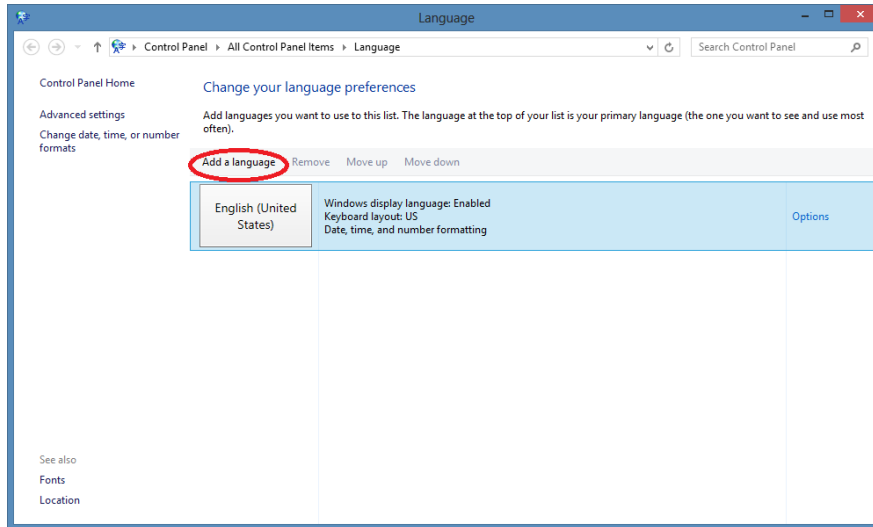 Language
Control Panel ▸ All Control Panel Items ▸ Language
Search Control Panel
Control Panel Home
Advanced settings
Change date, time, or number
formats
Change your language preferences
Add languages you want to use to this list. The language at the top of your list is your primary language (the one you want to see and use most
often).
Add a language Remove Move up Move down
English (United
States)
Windows display language: Enabled
Keyboard layout: US
Date, time, and number formatting
Options
See also
Fonts
Location